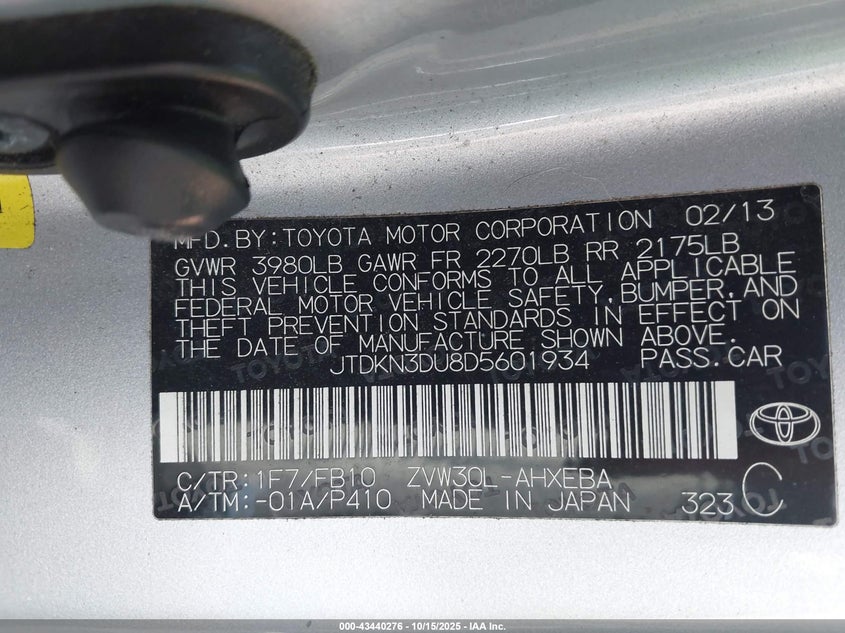 MFD. BY: TOYOTA MOTOR CORPORATION 02/13
GVWR 3980LB GAWR FR 2270LB RR 2175LB
THIS VEHICLE CONFORMS TO ALL APPLICABLE
FEDERAL MOTOR VEHICLE SAFETY, BUMPER, AND
THEFT PREVENTION STANDARDS IN EFFECT ON
THE DATE OF MANUFACTURE SHOWN ABOVE.
JTDKN3DU8D5601934 PASS. CAR
C/TR: 1F7/FB10 ZVW30L-AHXEBA
A/TM: -01A/P410 MADE IN JAPAN 323 C
000-43440276 - 10/15/2025 - IAA Inc.